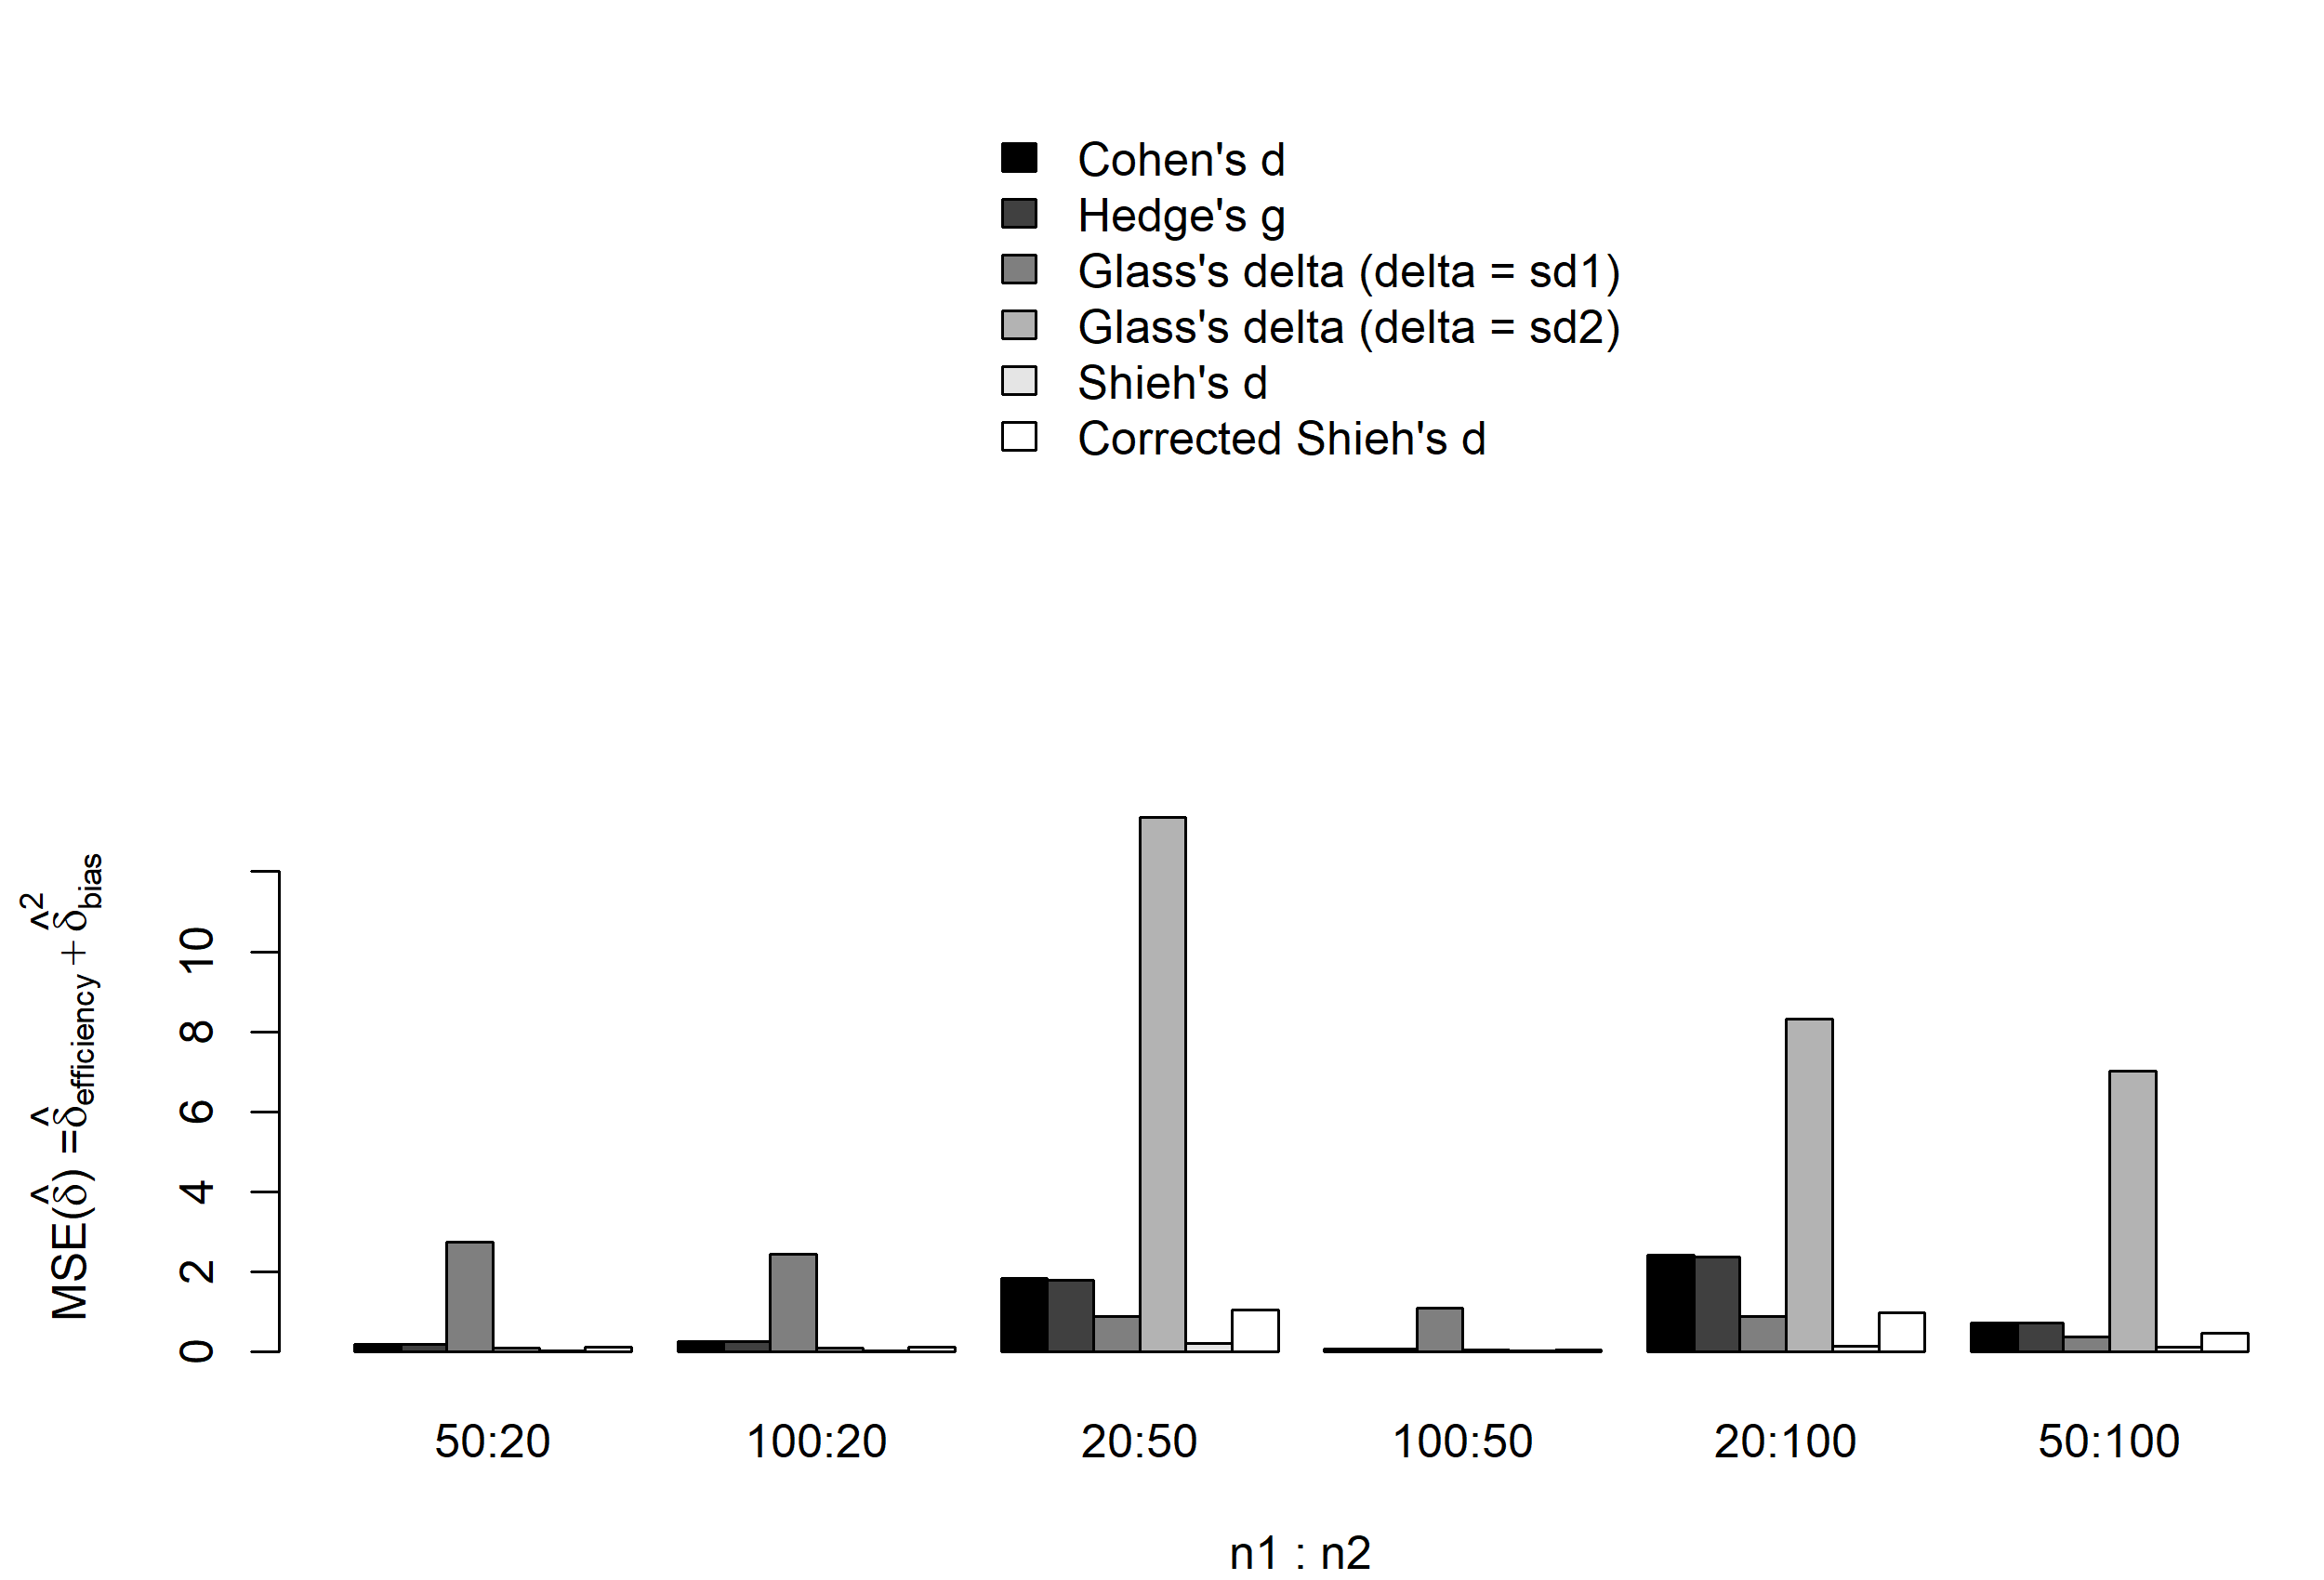 Cohen's d
Hedge's g
Glass's delta (delta = sd1)
Glass's delta (delta = sd2)
Shieh's d
Corrected Shieh's d
MSE(δ̂) = δ̂efficiency + δ̂²bias
10
8
6
4
2
0
50:20 100:20 20:50 100:50 20:100 50:100
n1 : n2